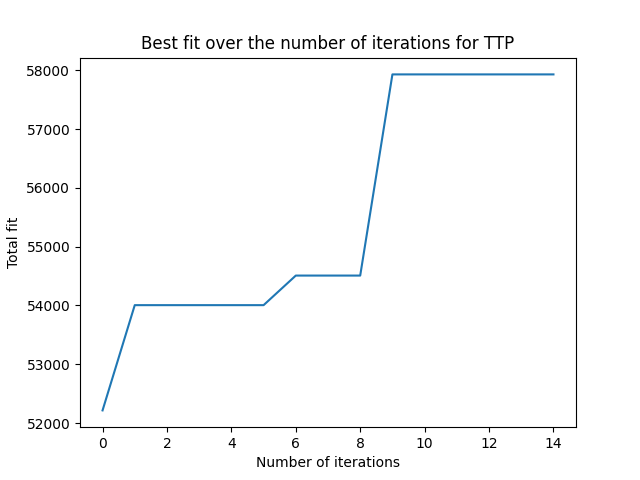 Best fit over the number of iterations for TTP
58000
57000
56000
55000
54000
53000
52000
Total fit
0 2 4 6 8 10 12 14
Number of iterations